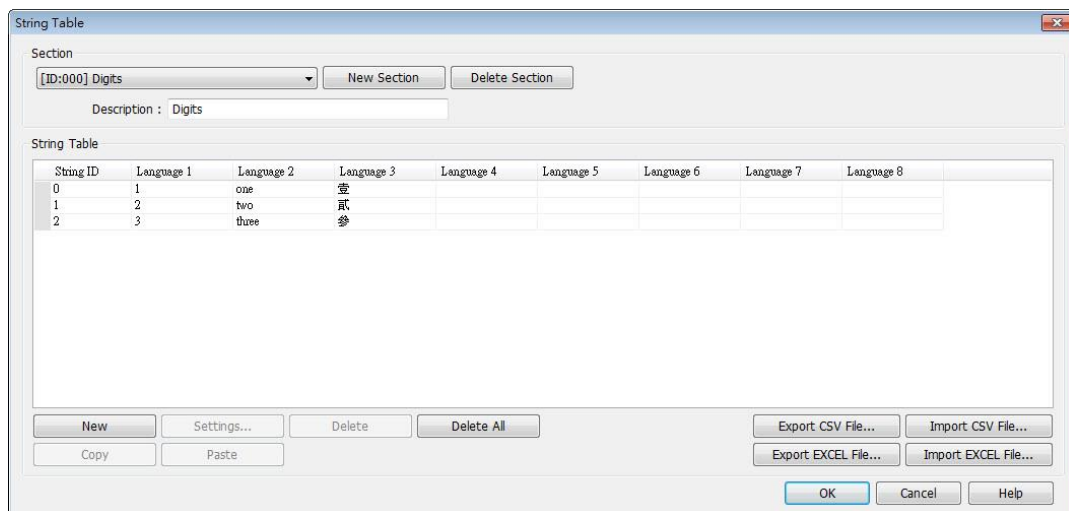 String Table
Section
[ID:000] Digits New Section Delete Section
Description : Digits
String Table
String ID Language 1 Language 2 Language 3 Language 4 Language 5 Language 6 Language 7 Language 8
0 1 one 壹
1 2 two 貳
2 3 three 參
New Settings... Delete Delete All Export CSV File... Import CSV File...
Copy Paste Export EXCEL File... Import EXCEL File...
OK Cancel Help